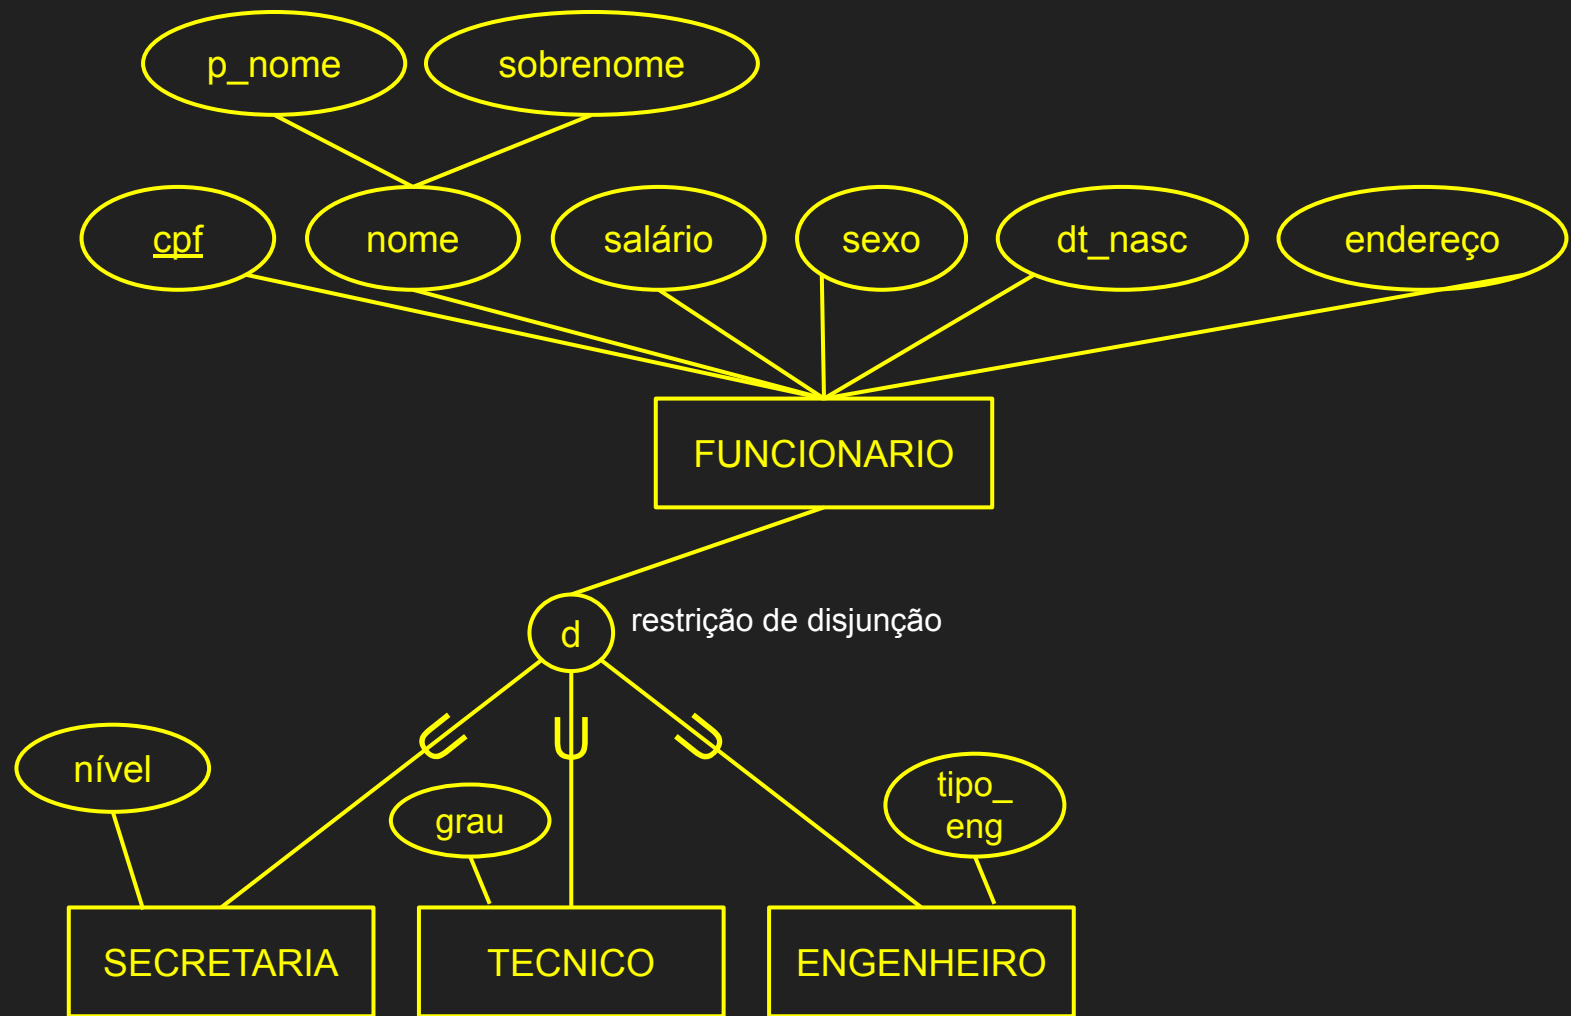 p_nome
sobrenome
cpf
nome
salário
sexo
dt_nasc
endereço
FUNCIONARIO
d
restrição de disjunção
nível
grau
tipo_
eng
SECRETARIA
TECNICO
ENGENHEIRO